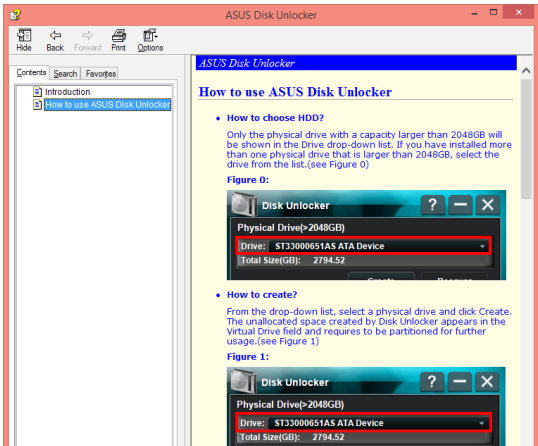 ASUS Disk Unlocker
Hide Back Forward Print Options
Contents Search Favorites
Introduction
How to use ASUS Disk Unlocker
ASUS Disk Unlocker
How to use ASUS Disk Unlocker
How to choose HDD?
Only the physical drive with a capacity larger than 2048GB will
be shown in the Drive drop-down list. If you have installed more
than one physical drive that is larger than 2048GB, select the
drive from the list.(see Figure 0)
Figure 0:
Disk Unlocker
Physical Drive(>2048GB)
Drive: ST33000651AS ATA Device
Total Size(GB): 2794.52
How to create?
From the drop-down list, select a physical drive and click Create.
The unallocated space created by Disk Unlocker appears in the
Virtual Drive field and requires to be partitioned for further
usage.(see Figure 1)
Figure 1:
Disk Unlocker
Physical Drive(>2048GB)
Drive: ST33000651AS ATA Device
Total Size(GB): 2794.52